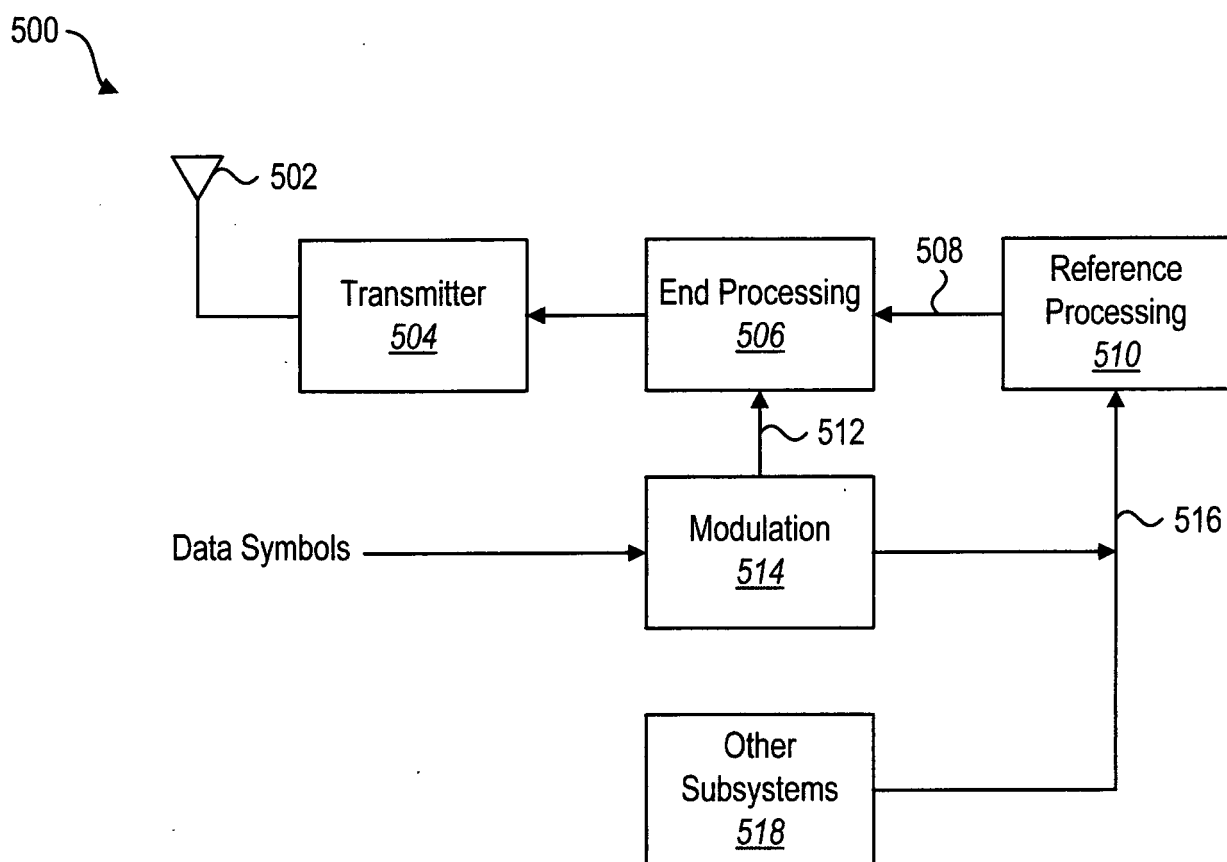 500
502
508
Transmitter
504
End Processing
506
Reference
Processing
510
512
516
Data Symbols
Modulation
514
Other
Subsystems
518